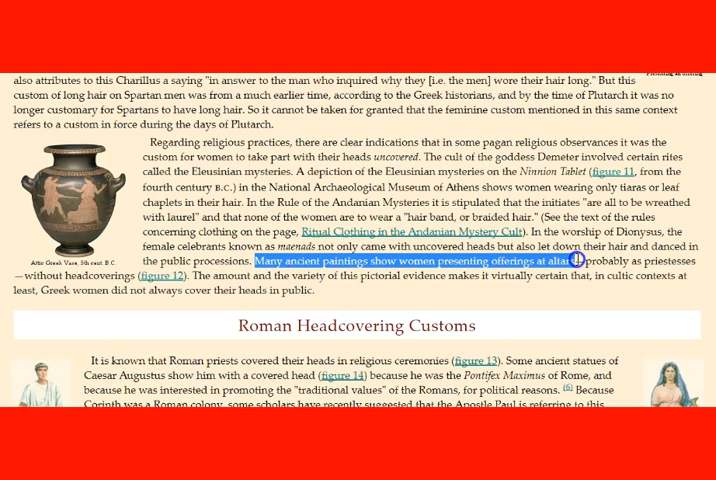 also attributes to this Charillus a saying "in answer to the man who inquired why they [i.e. the men] wore their hair long." But this
custom of long hair on Spartan men was from a much earlier time, according to the Greek historians, and by the time of Plutarch it was no
longer customary for Spartans to have long hair. So it cannot be taken for granted that the feminine custom mentioned in this same context
refers to a custom in force during the days of Plutarch.
Regarding religious practices, there are clear indications that in some pagan religious observances it was the
custom for women to take part with their heads uncovered. The cult of the goddess Demeter involved certain rites
called the Eleusinian mysteries. A depiction of the Eleusinian mysteries on the Ninnion Tablet (figure 11, from the
fourth century B.C.) in the National Archaeological Museum of Athens shows women wearing only tiaras or leaf
chaplets in their hair. In the Rule of the Andanian Mysteries it is stipulated that the initiates "are all to be wreathed
with laurel" and that none of the women are to wear a "hair band, or braided hair." (See the text of the rules
concerning clothing on the page, Ritual Clothing in the Andanian Mystery Cult). In the worship of Dionysus, the
female celebrants known as maenads not only came with uncovered heads but also let down their hair and danced in
the public processions. Many ancient paintings show women presenting offerings at altars—probably as priestesses
—without headcoverings (figure 12). The amount and the variety of this pictorial evidence makes it virtually certain that, in cultic contexts at
least, Greek women did not always cover their heads in public.
Attic Greek Vase, 5th cent. B.C.
Roman Headcovering Customs
It is known that Roman priests covered their heads in religious ceremonies (figure 13). Some ancient statues of
Caesar Augustus show him with a covered head (figure 14) because he was the Pontifex Maximus of Rome, and
because he was interested in promoting the "traditional values" of the Romans, for political reasons. (6) Because
Corinth was a Roman colony, some scholars have recently suggested that the Apostle Paul is referring to this